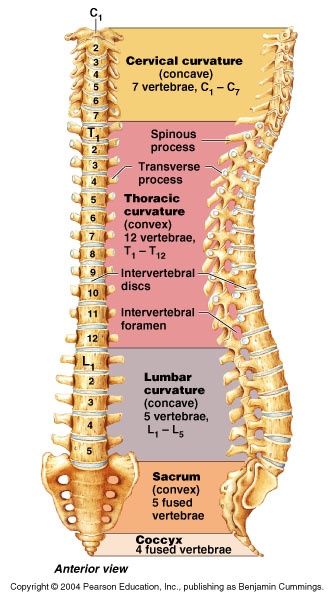 C1
2
3
4
5
6
7
Cervical curvature
(concave)
7 vertebrae, C1 – C7
T1
2
3
4
5
6
7
8
9
10
11
12
Spinous
process
Transverse
process
Thoracic
curvature
(convex)
12 vertebrae,
T1 – T12
Intervertebral
discs
Intervertebral
foramen
L1
2
3
4
5
Lumbar
curvature
(concave)
5 vertebrae,
L1 – L5
Sacrum
(convex)
5 fused
vertebrae
Coccyx
4 fused vertebrae
Anterior view
Copyright © 2004 Pearson Education, Inc., publishing as Benjamin Cummings.